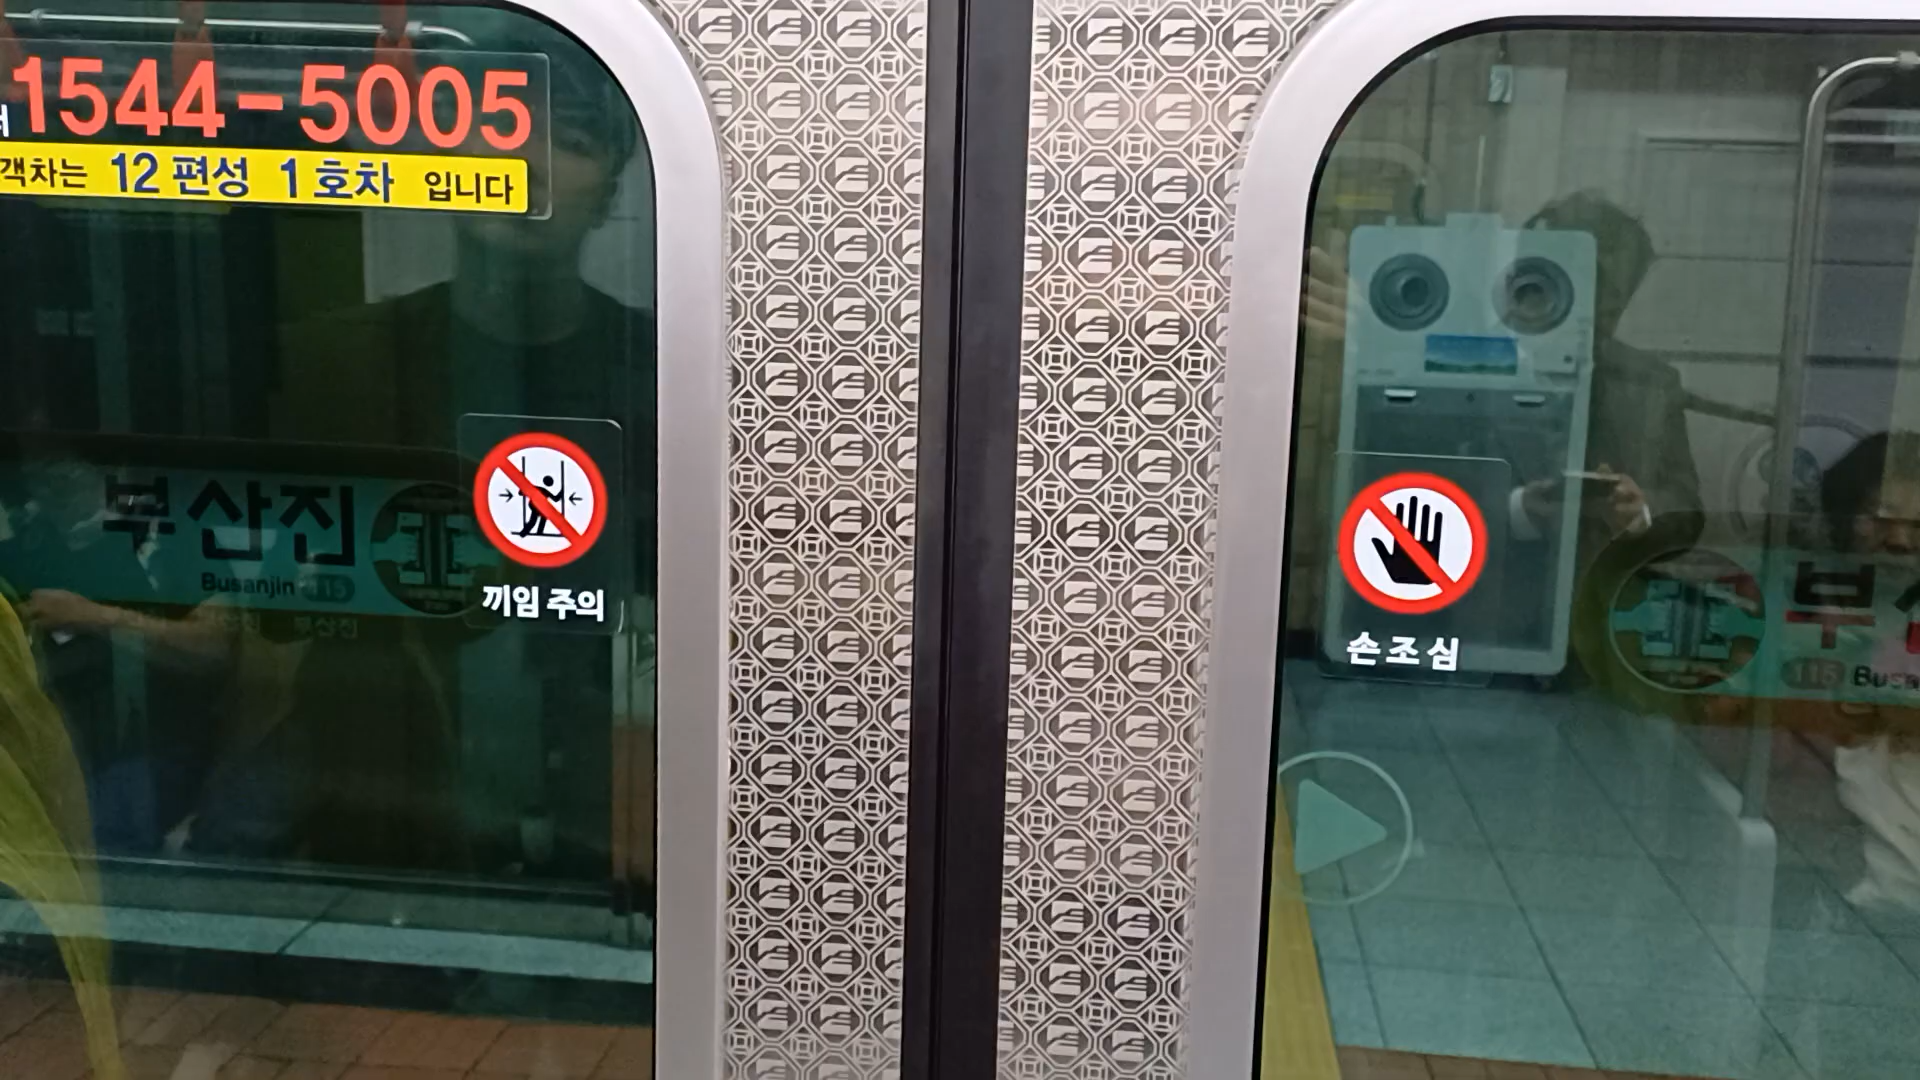 1544-5005
객차는 12 편성 1 호차 입니다
부산진
Busanjin 115
부산진
끼임 주의
손조심
115